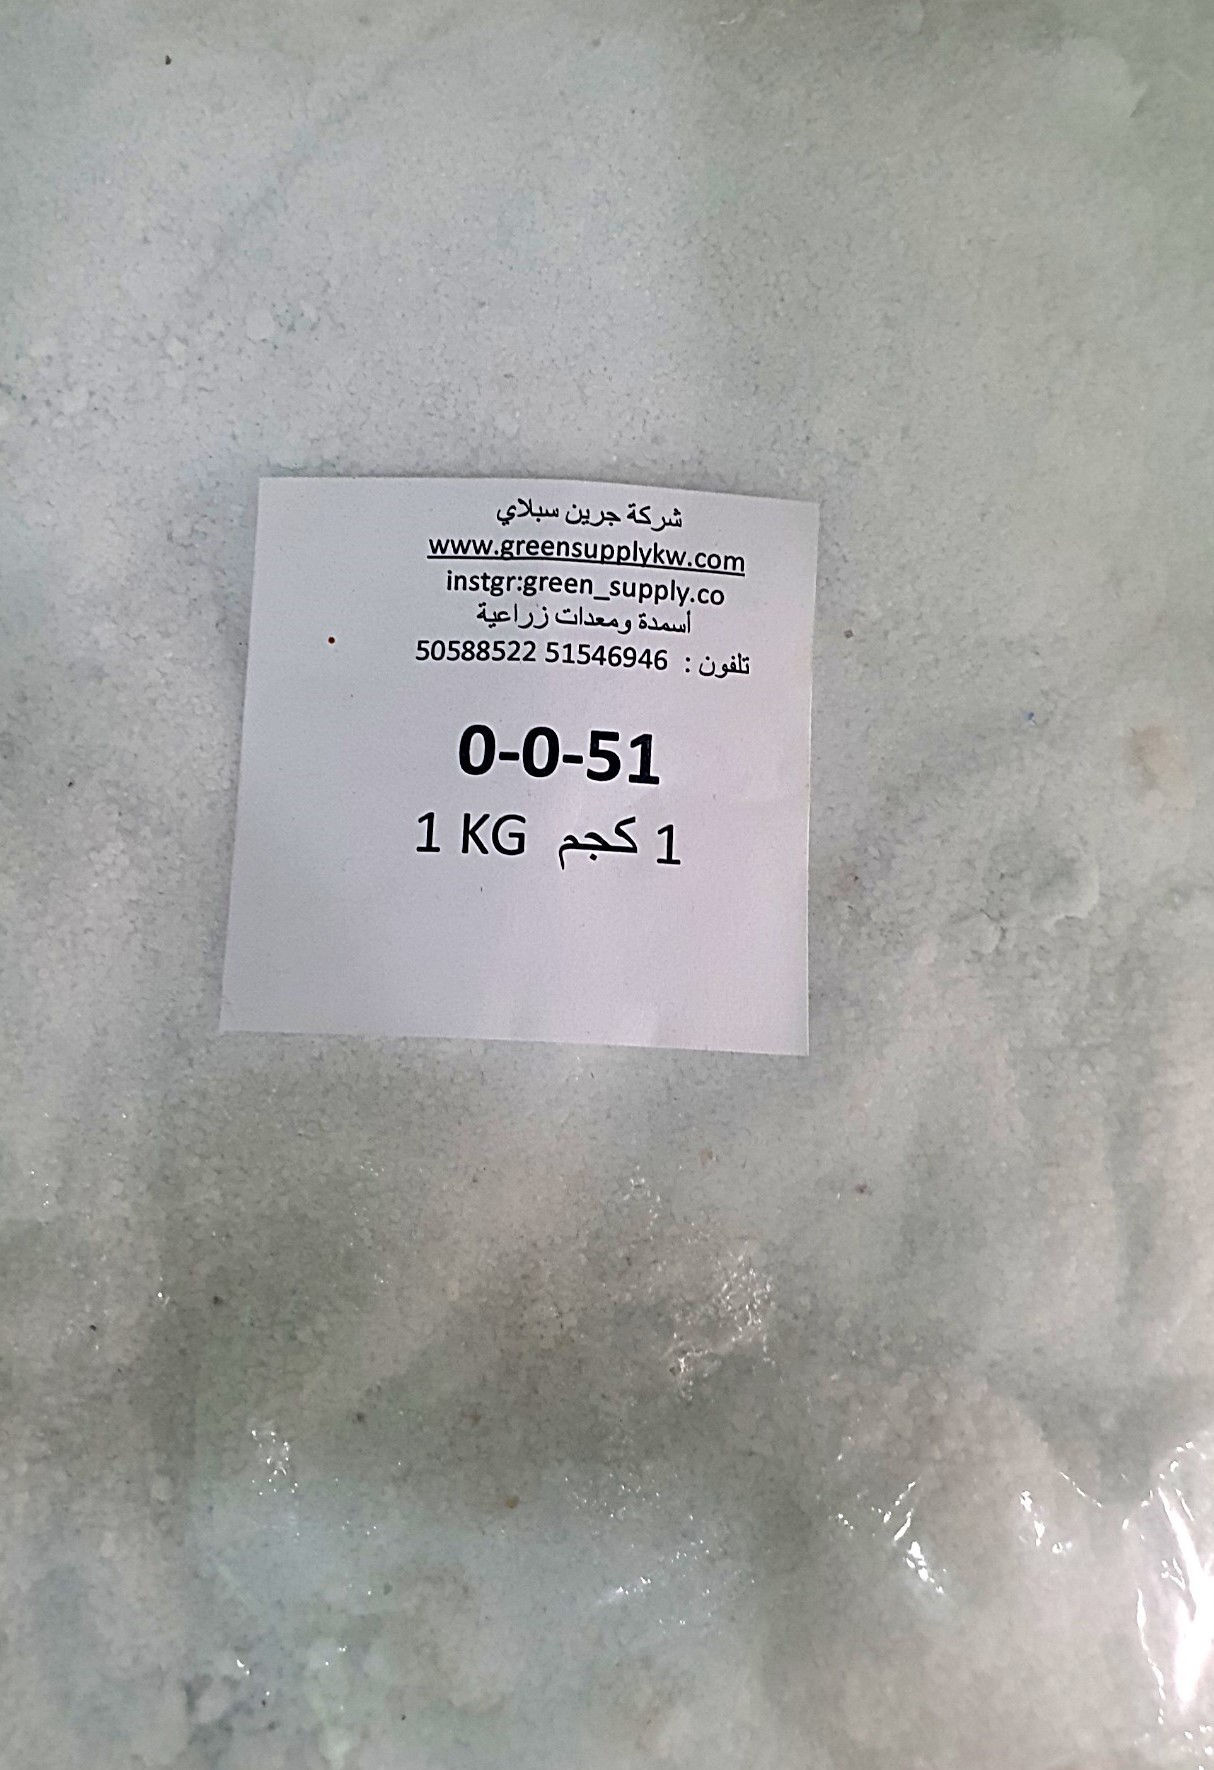 شركة جرين سبلاي
www.greensupplykw.com
instgr:green_supply.co
أسمدة ومعدات زراعية
تلفون : 51546946 50588522
0-0-51
1 KG 1 كجم